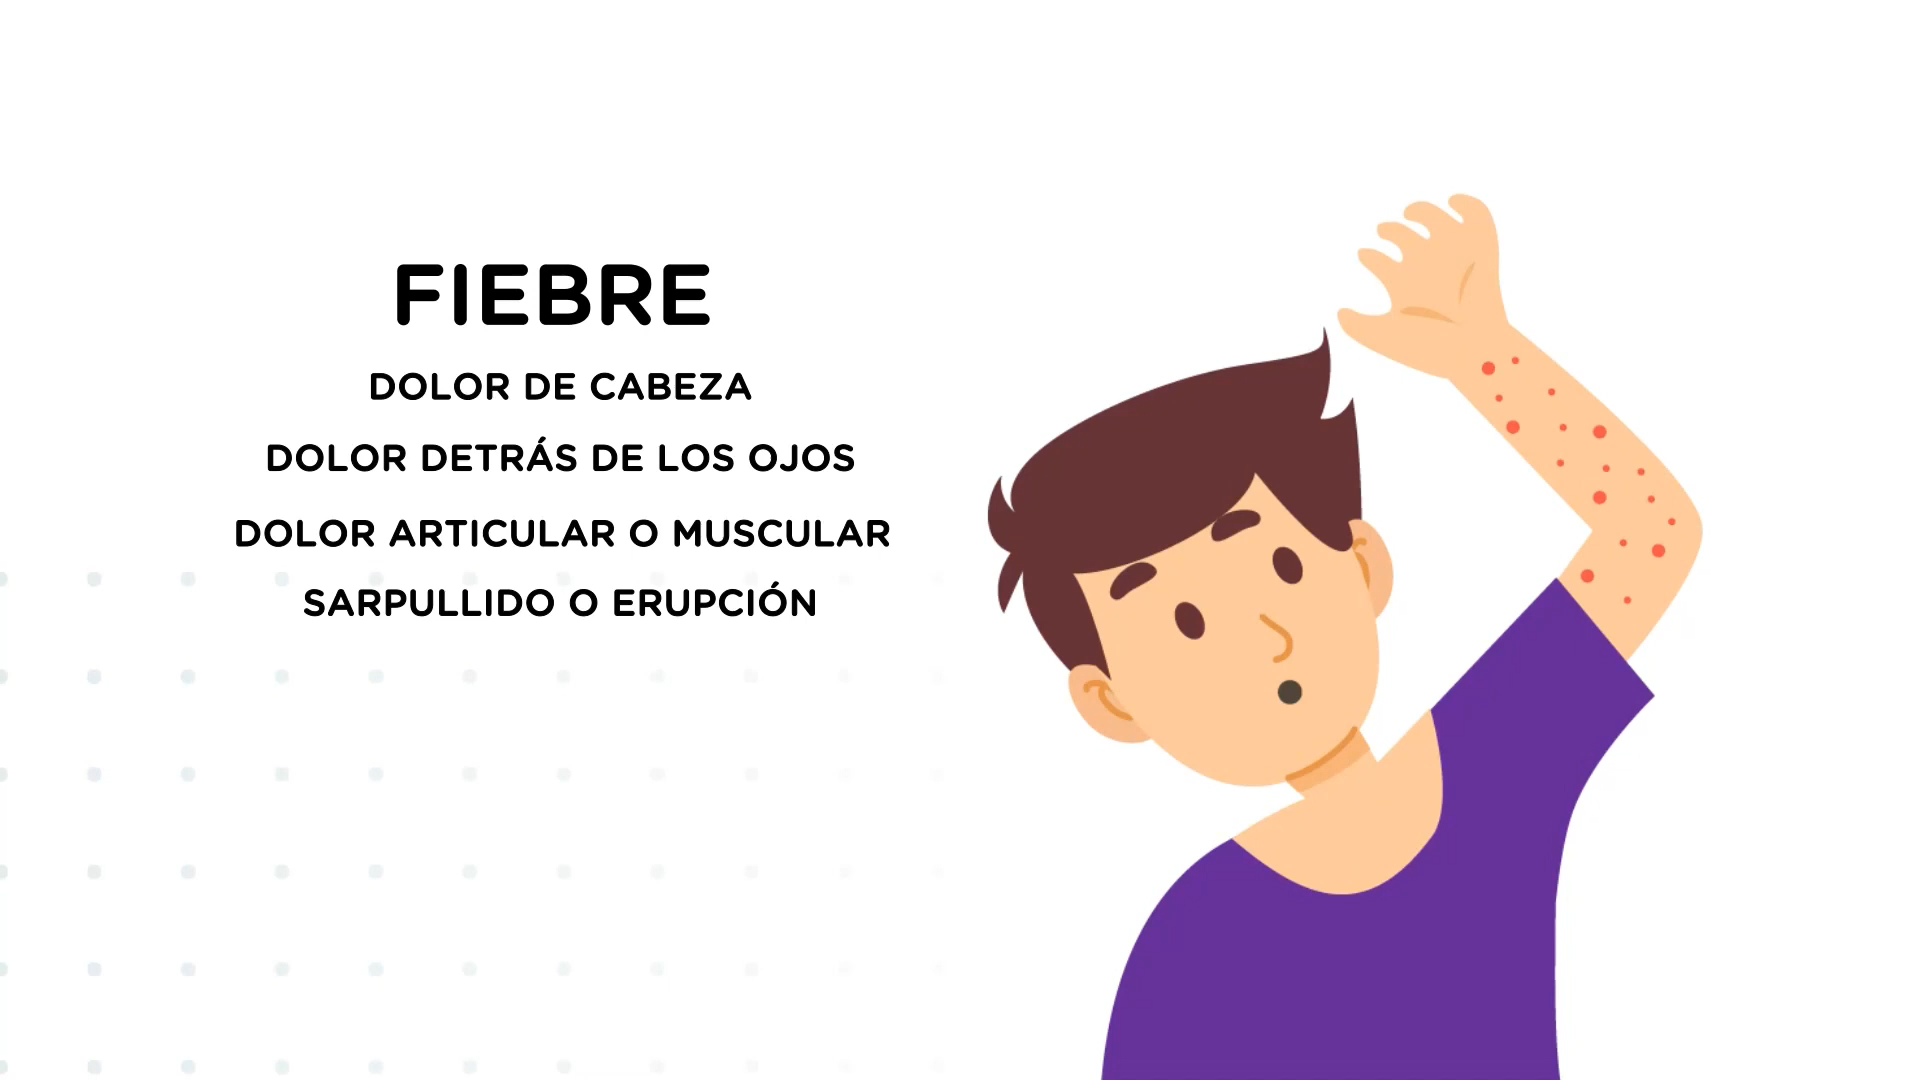 FIEBRE
DOLOR DE CABEZA
DOLOR DETRÁS DE LOS OJOS
DOLOR ARTICULAR O MUSCULAR
SARPULLIDO O ERUPCIÓN